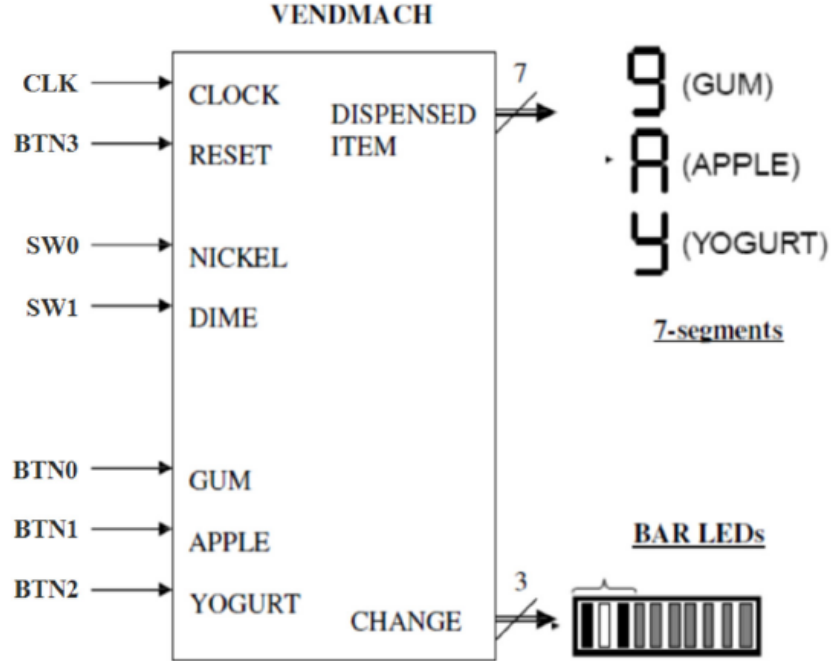 VENDMACH
CLK
CLOCK
7
DISPENSED
ITEM
(GUM)
BTN3
RESET
A (APPLE)
SW0
NICKEL
y (YOGURT)
SW1
DIME
7-segments
BTN0
GUM
BTN1
APPLE
BAR LEDs
BTN2
YOGURT
3
CHANGE